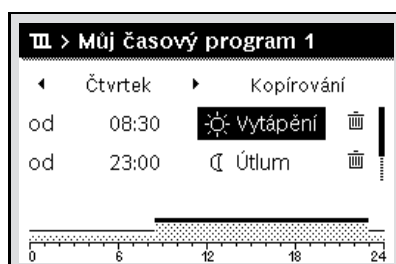 > Můj časový program 1
Čtvrtek Kopírování
od 08:30 Vytápění
od 23:00 Útlum
0 6 12 18 24